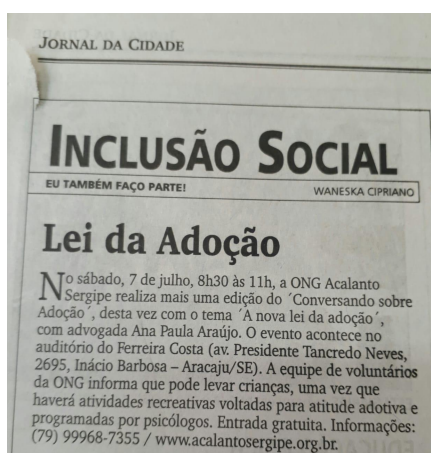 JORNAL DA CIDADE
INCLUSÃO SOCIAL
EU TAMBÉM FAÇO PARTE!
WANESKA CIPRIANO
Lei da Adoção
No sábado, 7 de julho, 8h30 às 11h, a ONG Acalanto
Sergipe realiza mais uma edição do ´Conversando sobre
Adoção´, desta vez com o tema ´A nova lei da adoção´,
com advogada Ana Paula Araújo. O evento acontece no
auditório do Ferreira Costa (av. Presidente Tancredo Neves,
2695, Inácio Barbosa – Aracaju/SE). A equipe de voluntários
da ONG informa que pode levar crianças, uma vez que
haverá atividades recreativas voltadas para atitude adotiva e
programadas por psicólogos. Entrada gratuita. Informações:
(79) 99968-7355 / www.acalantosergipe.org.br.